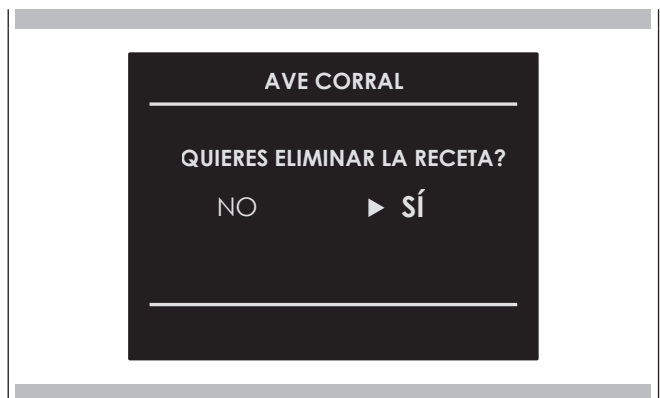 AVE CORRAL
QUIERES ELIMINAR LA RECETA?
NO ▶ SÍ